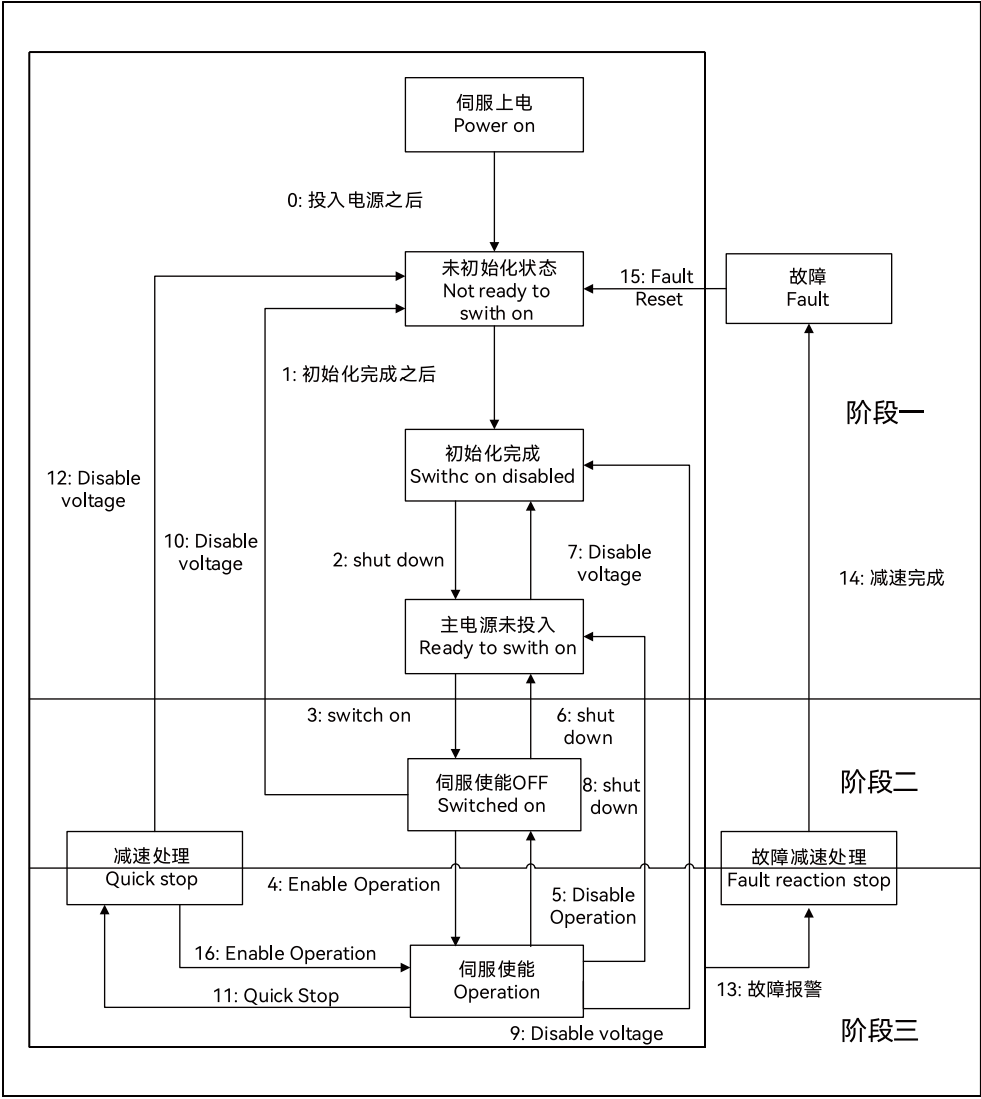 伺服上电
Power on
0: 投入电源之后
未初始化状态
Not ready to
swith on
15: Fault
Reset
故障
Fault
1: 初始化完成之后
阶段一
初始化完成
Swithc on disabled
12: Disable
voltage
10: Disable
voltage
2: shut down
7: Disable
voltage
14: 减速完成
主电源未投入
Ready to swith on
3: switch on
6: shut
down
伺服使能OFF
Switched on
8: shut
down
阶段二
减速处理
Quick stop
故障减速处理
Fault reaction stop
4: Enable Operation
5: Disable
Operation
16: Enable Operation
11: Quick Stop
伺服使能
Operation
13: 故障报警
9: Disable voltage
阶段三